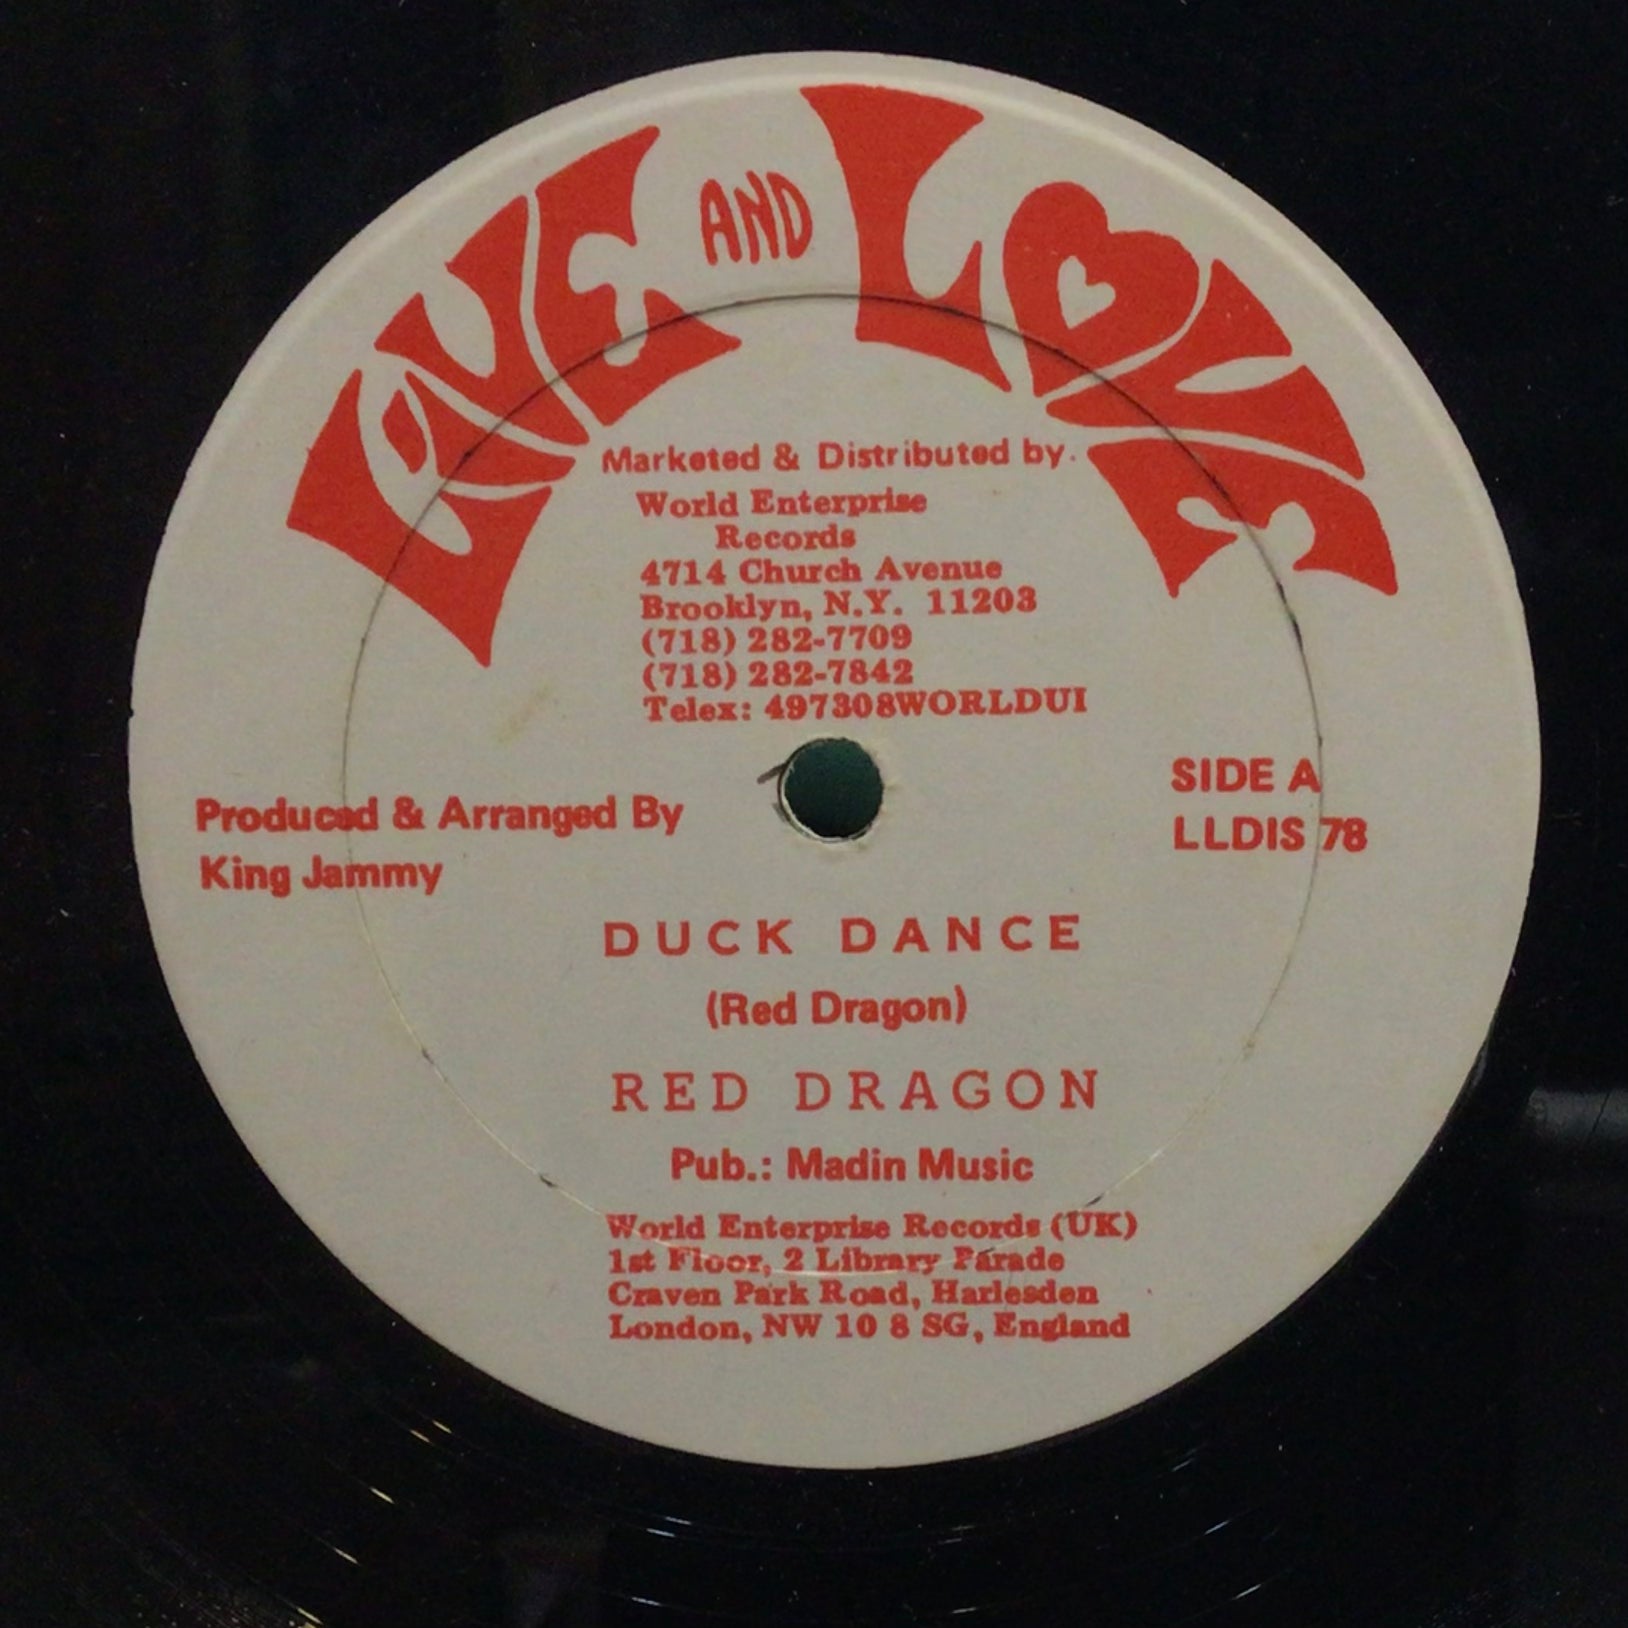 LIVE AND LOVE
Marketed & Distributed by.
World Enterprise
Records
4714 Church Avenue
Brooklyn, N.Y. 11203
(718) 282-7709
(718) 282-7842
Telex: 497308WORLDUI
SIDE A
LLDIS 78
Produced & Arranged By
King Jammy
DUCK DANCE
(Red Dragon)
RED DRAGON
Pub.: Madin Music
World Enterprise Records (UK)
1st Floor, 2 Library Parade
Craven Park Road, Harlesden
London, NW 10 8 SG, England